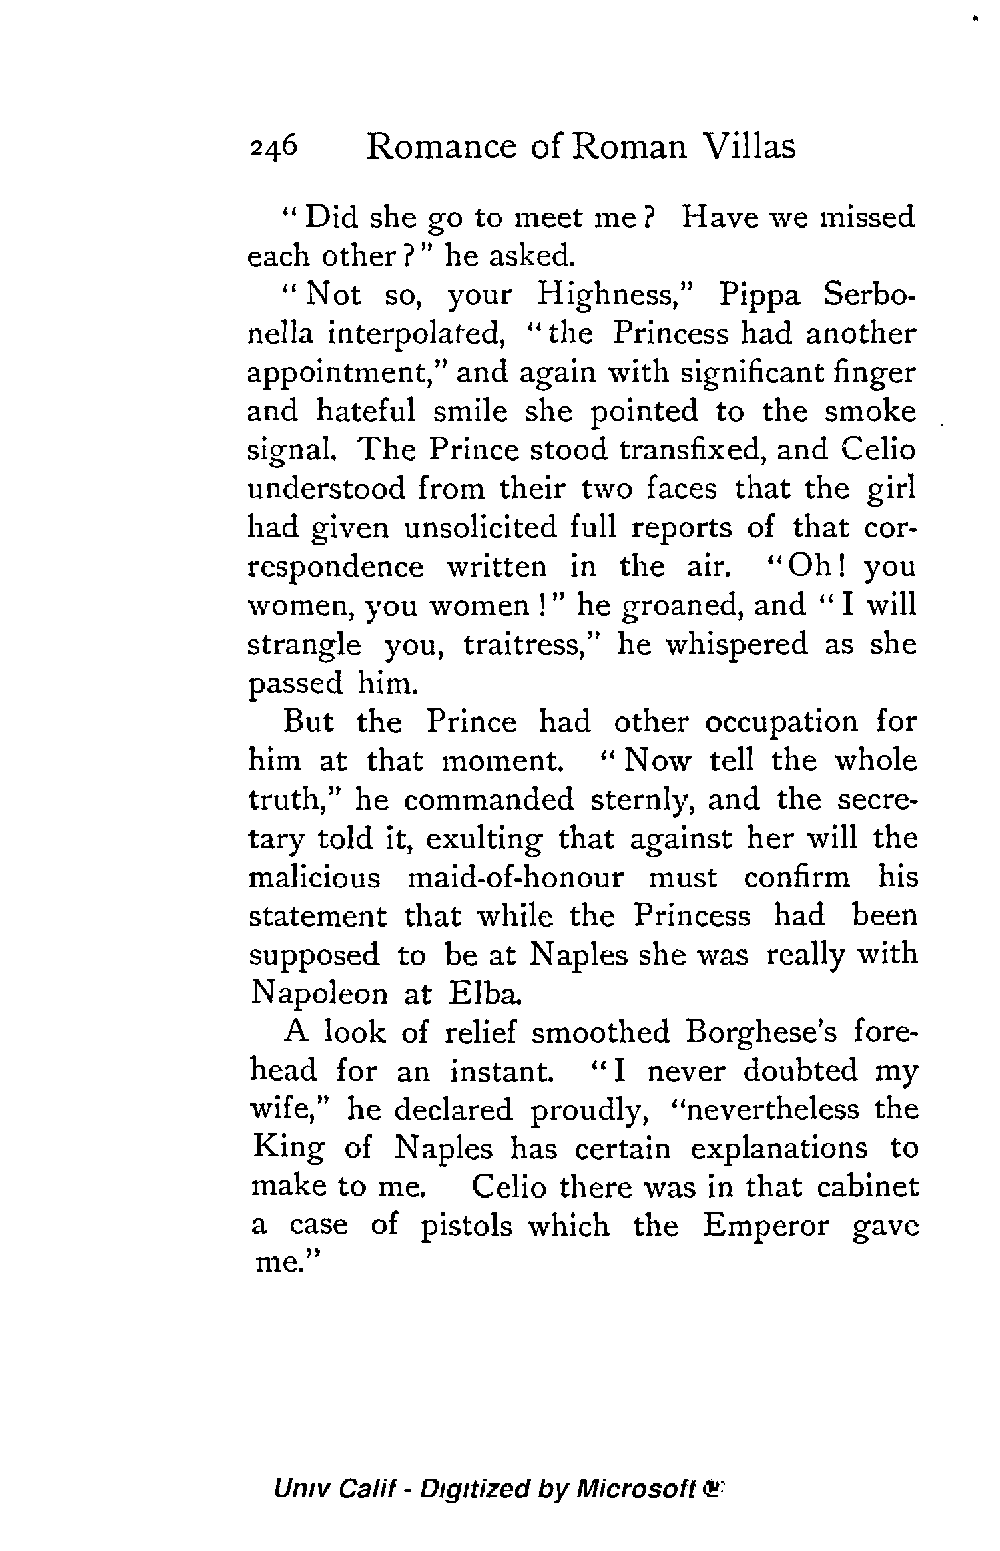 246 Romance of Roman Villas
"Did she go to meet me? Have we missed
each other?" he asked.
"Not so, your Highness," Pippa Serbo-
nella interpolated, "the Princess had another
appointment," and again with significant finger
and hateful smile she pointed to the smoke
signal. The Prince stood transfixed, and Celio
understood from their two faces that the girl
had given unsolicited full reports of that cor-
respondence written in the air. "Oh! you
women, you women!" he groaned, and "I will
strangle you, traitress," he whispered as she
passed him.
But the Prince had other occupation for
him at that moment. "Now tell the whole
truth," he commanded sternly, and the secre-
tary told it, exulting that against her will the
malicious maid-of-honour must confirm his
statement that while the Princess had been
supposed to be at Naples she was really with
Napoleon at Elba.
A look of relief smoothed Borghese's fore-
head for an instant. "I never doubted my
wife," he declared proudly, "nevertheless the
King of Naples has certain explanations to
make to me. Celio there was in that cabinet
a case of pistols which the Emperor gave
me."
Univ Calif - Digitized by Microsoft ®